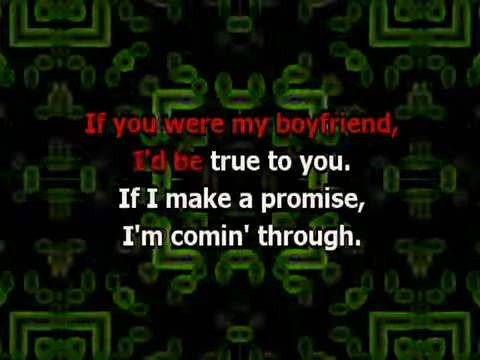 If you were my boyfriend,
I'd be true to you.
If I make a promise,
I'm comin' through.